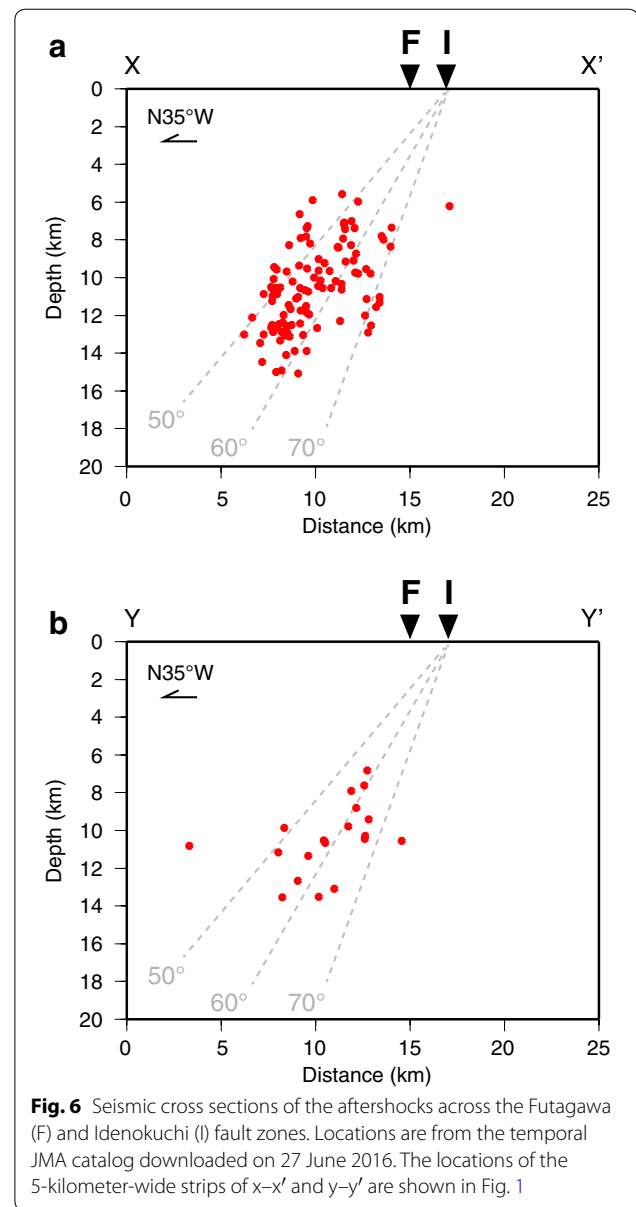 a
X
F I
X'
N35°W
0
2
4
6
8
10
12
14
16
18
20
Depth (km)
50°
60°
70°
0 5 10 15 20 25
Distance (km)
b
Y
F I
Y'
N35°W
0
2
4
6
8
10
12
14
16
18
20
Depth (km)
50°
60°
70°
0 5 10 15 20 25
Distance (km)
Fig. 6 Seismic cross sections of the aftershocks across the Futagawa
(F) and Idenokuchi (I) fault zones. Locations are from the temporal
JMA catalog downloaded on 27 June 2016. The locations of the
5-kilometer-wide strips of x–x′ and y–y′ are shown in Fig. 1